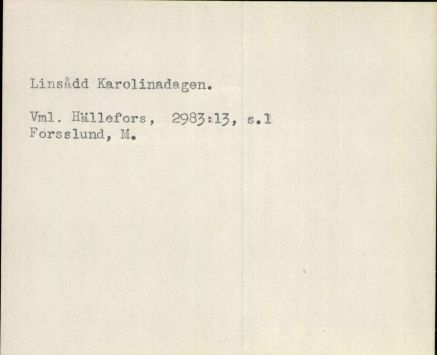 Linsådd Karolinadagen.
Vml. Hällefors, 2983:13, s.1
Forsslund, M.